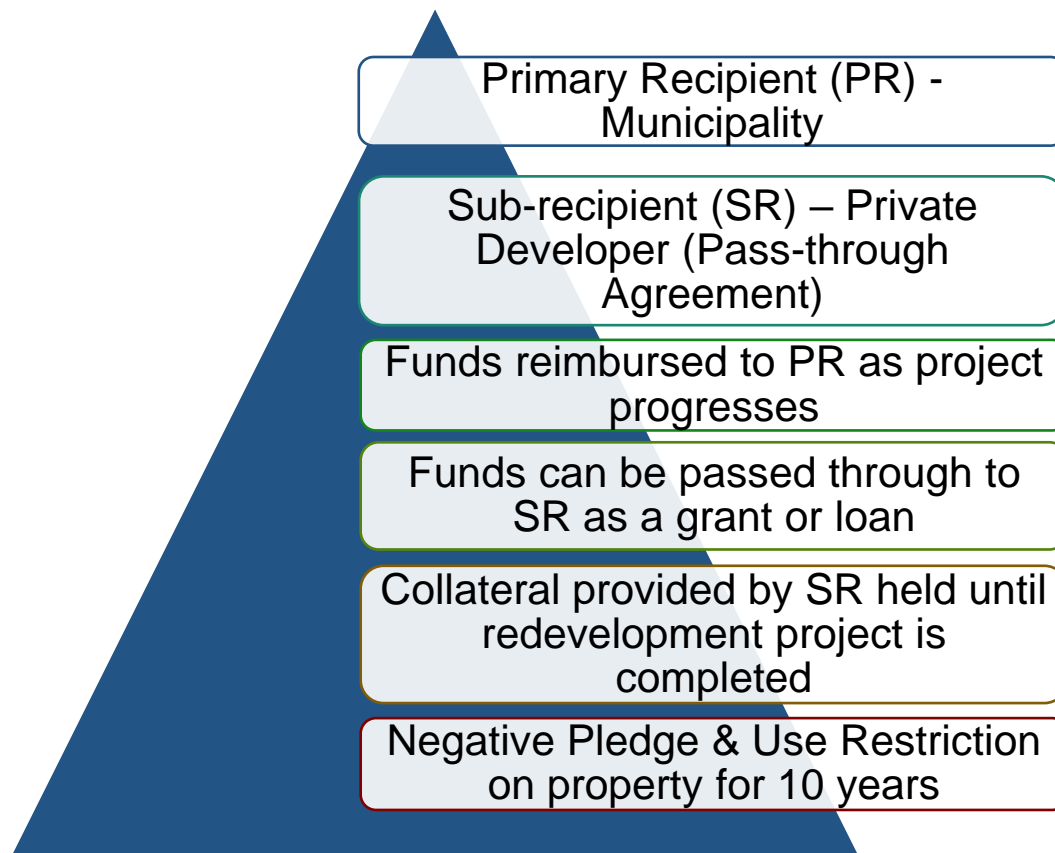 Primary Recipient (PR) -
Municipality
Sub-recipient (SR) – Private
Developer (Pass-through
Agreement)
Funds reimbursed to PR as project
progresses
Funds can be passed through to
SR as a grant or loan
Collateral provided by SR held until
redevelopment project is
completed
Negative Pledge & Use Restriction
on property for 10 years